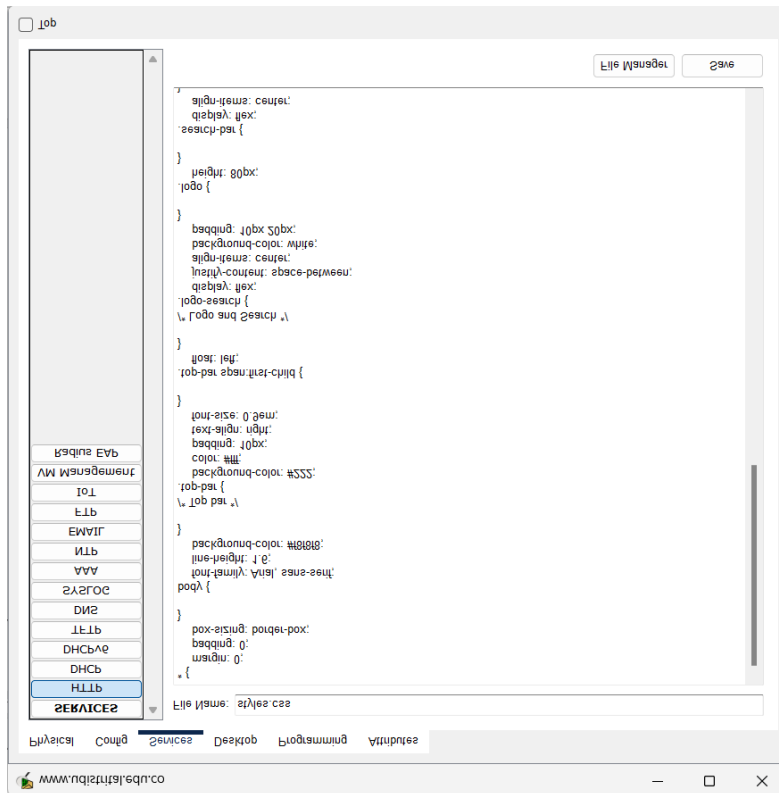 www.udistrital.edu.co
Physical Config Services Desktop Programming Attributes
SERVICES
HTTP
DHCP
DHCPv6
TFTP
DNS
SYSLOG
AAA
NTP
EMAIL
FTP
IoT
VM Management
Radius EAP
File Name: styles.css
* {
margin: 0;
padding: 0;
box-sizing: border-box;
}
body {
font-family: Arial, sans-serif;
line-height: 1.6;
background-color: #f8f8f8;
}
/* Top bar */
.top-bar {
background-color: #222;
color: #fff;
padding: 10px;
text-align: right;
font-size: 0.9em;
}
.top-bar span:first-child {
float: left;
}
/* Logo and Search */
.logo-search {
display: flex;
justify-content: space-between;
align-items: center;
background-color: white;
padding: 10px 20px;
}
.logo {
height: 80px;
}
.search-bar {
display: flex;
align-items: center;
}
File Manager Save
Top